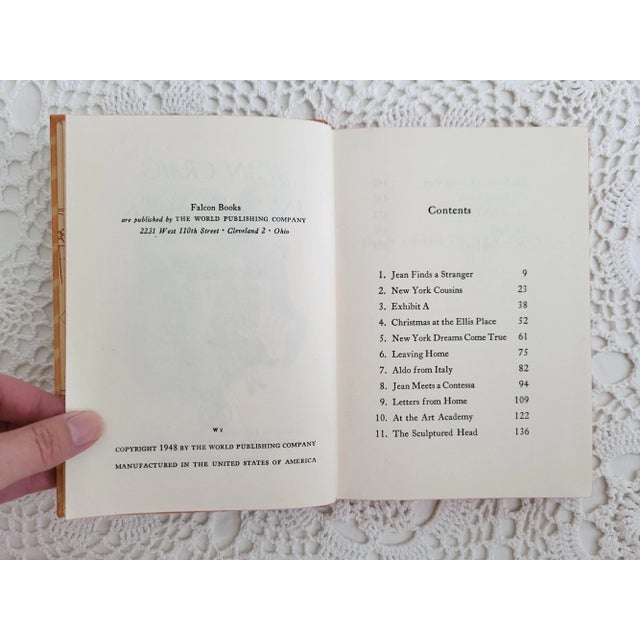 JEAN CRAIG
Falcon Books
are published by THE WORLD PUBLISHING COMPANY
2231 West 110th Street · Cleveland 2 · Ohio
W 2
COPYRIGHT 1948 BY THE WORLD PUBLISHING COMPANY
MANUFACTURED IN THE UNITED STATES OF AMERICA
Contents
1. Jean Finds a Stranger 9
2. New York Cousins 23
3. Exhibit A 38
4. Christmas at the Ellis Place 52
5. New York Dreams Come True 61
6. Leaving Home 75
7. Aldo from Italy 82
8. Jean Meets a Contessa 94
9. Letters from Home 109
10. At the Art Academy 122
11. The Sculptured Head 136